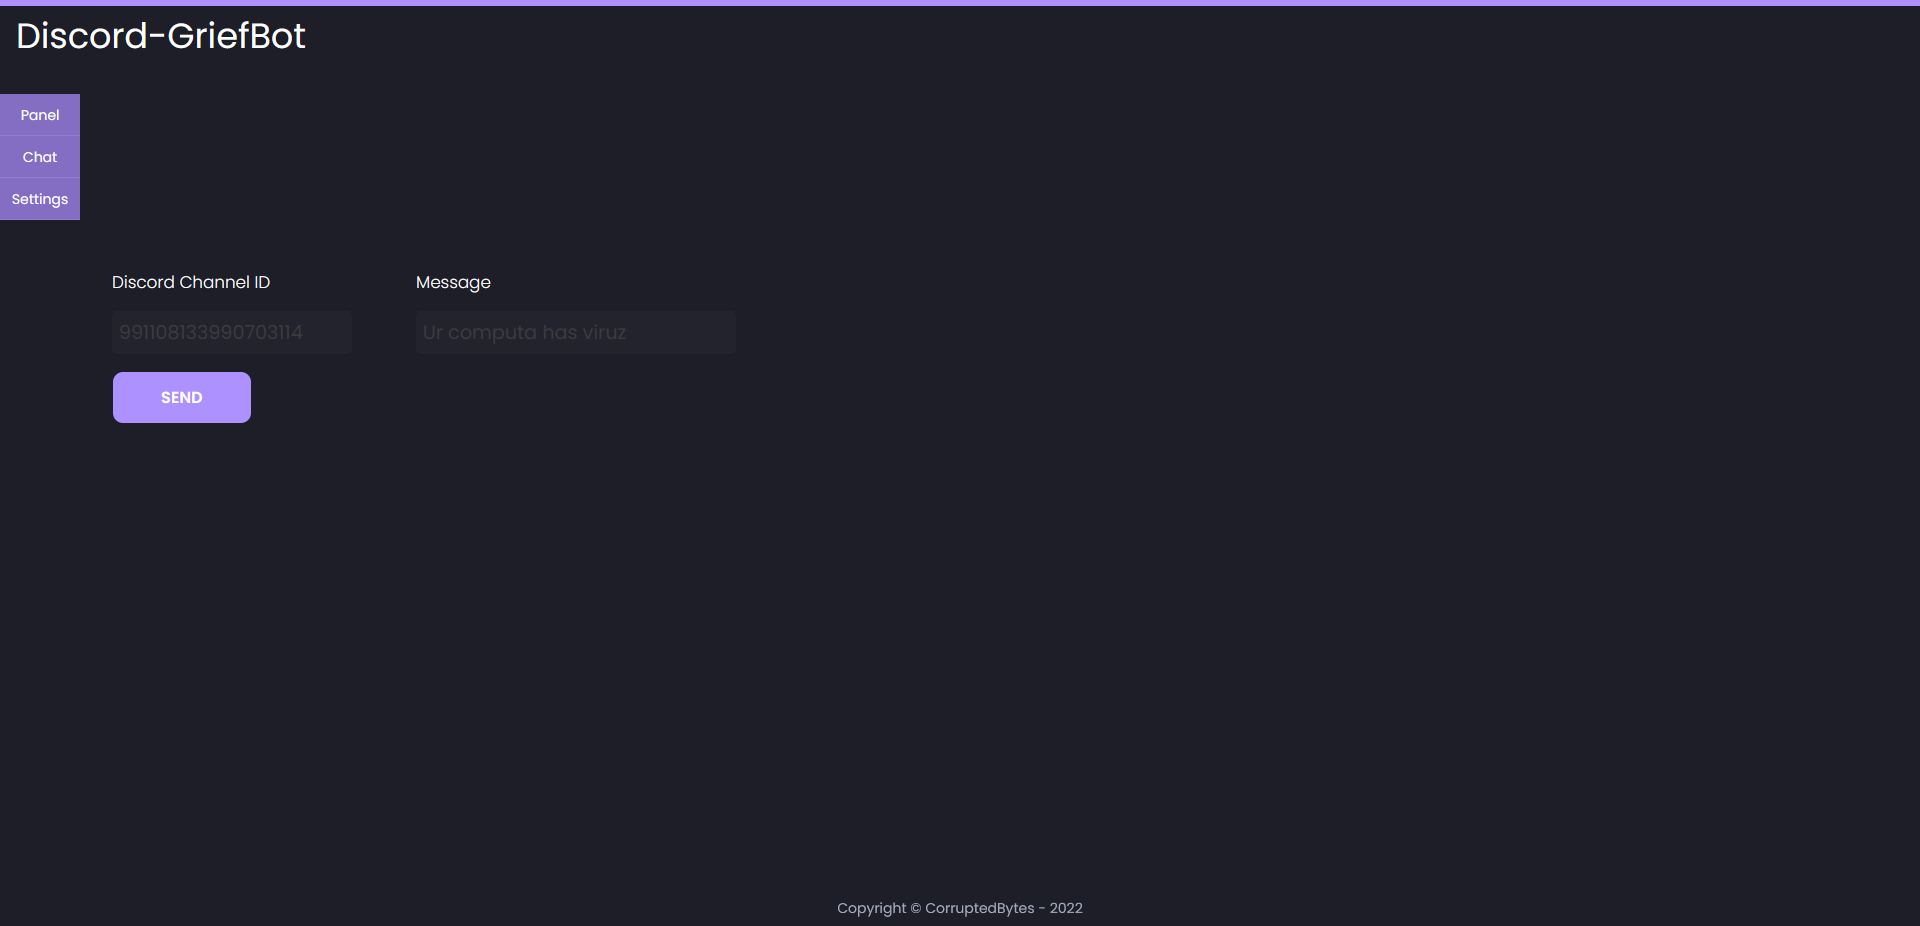 Discord-GriefBot
Panel
Chat
Settings
Discord Channel ID
Message
991108133990703114
Ur computa has viruz
SEND
Copyright © CorruptedBytes - 2022